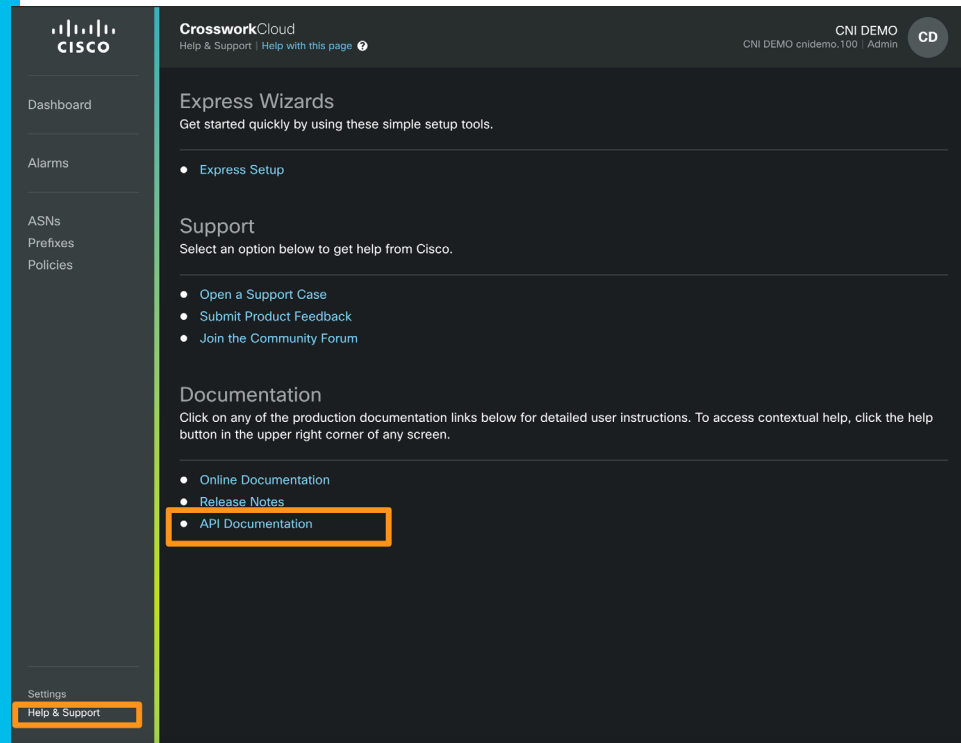 CISCO
CrossworkCloud
Help & Support | Help with this page ?
CNI DEMO
CNI DEMO cnidemo.100 | Admin
CD
Dashboard
Alarms
ASNs
Prefixes
Policies
Settings
Help & Support
Express Wizards
Get started quickly by using these simple setup tools.
Express Setup
Support
Select an option below to get help from Cisco.
Open a Support Case
Submit Product Feedback
Join the Community Forum
Documentation
Click on any of the production documentation links below for detailed user instructions. To access contextual help, click the help
button in the upper right corner of any screen.
Online Documentation
Release Notes
API Documentation